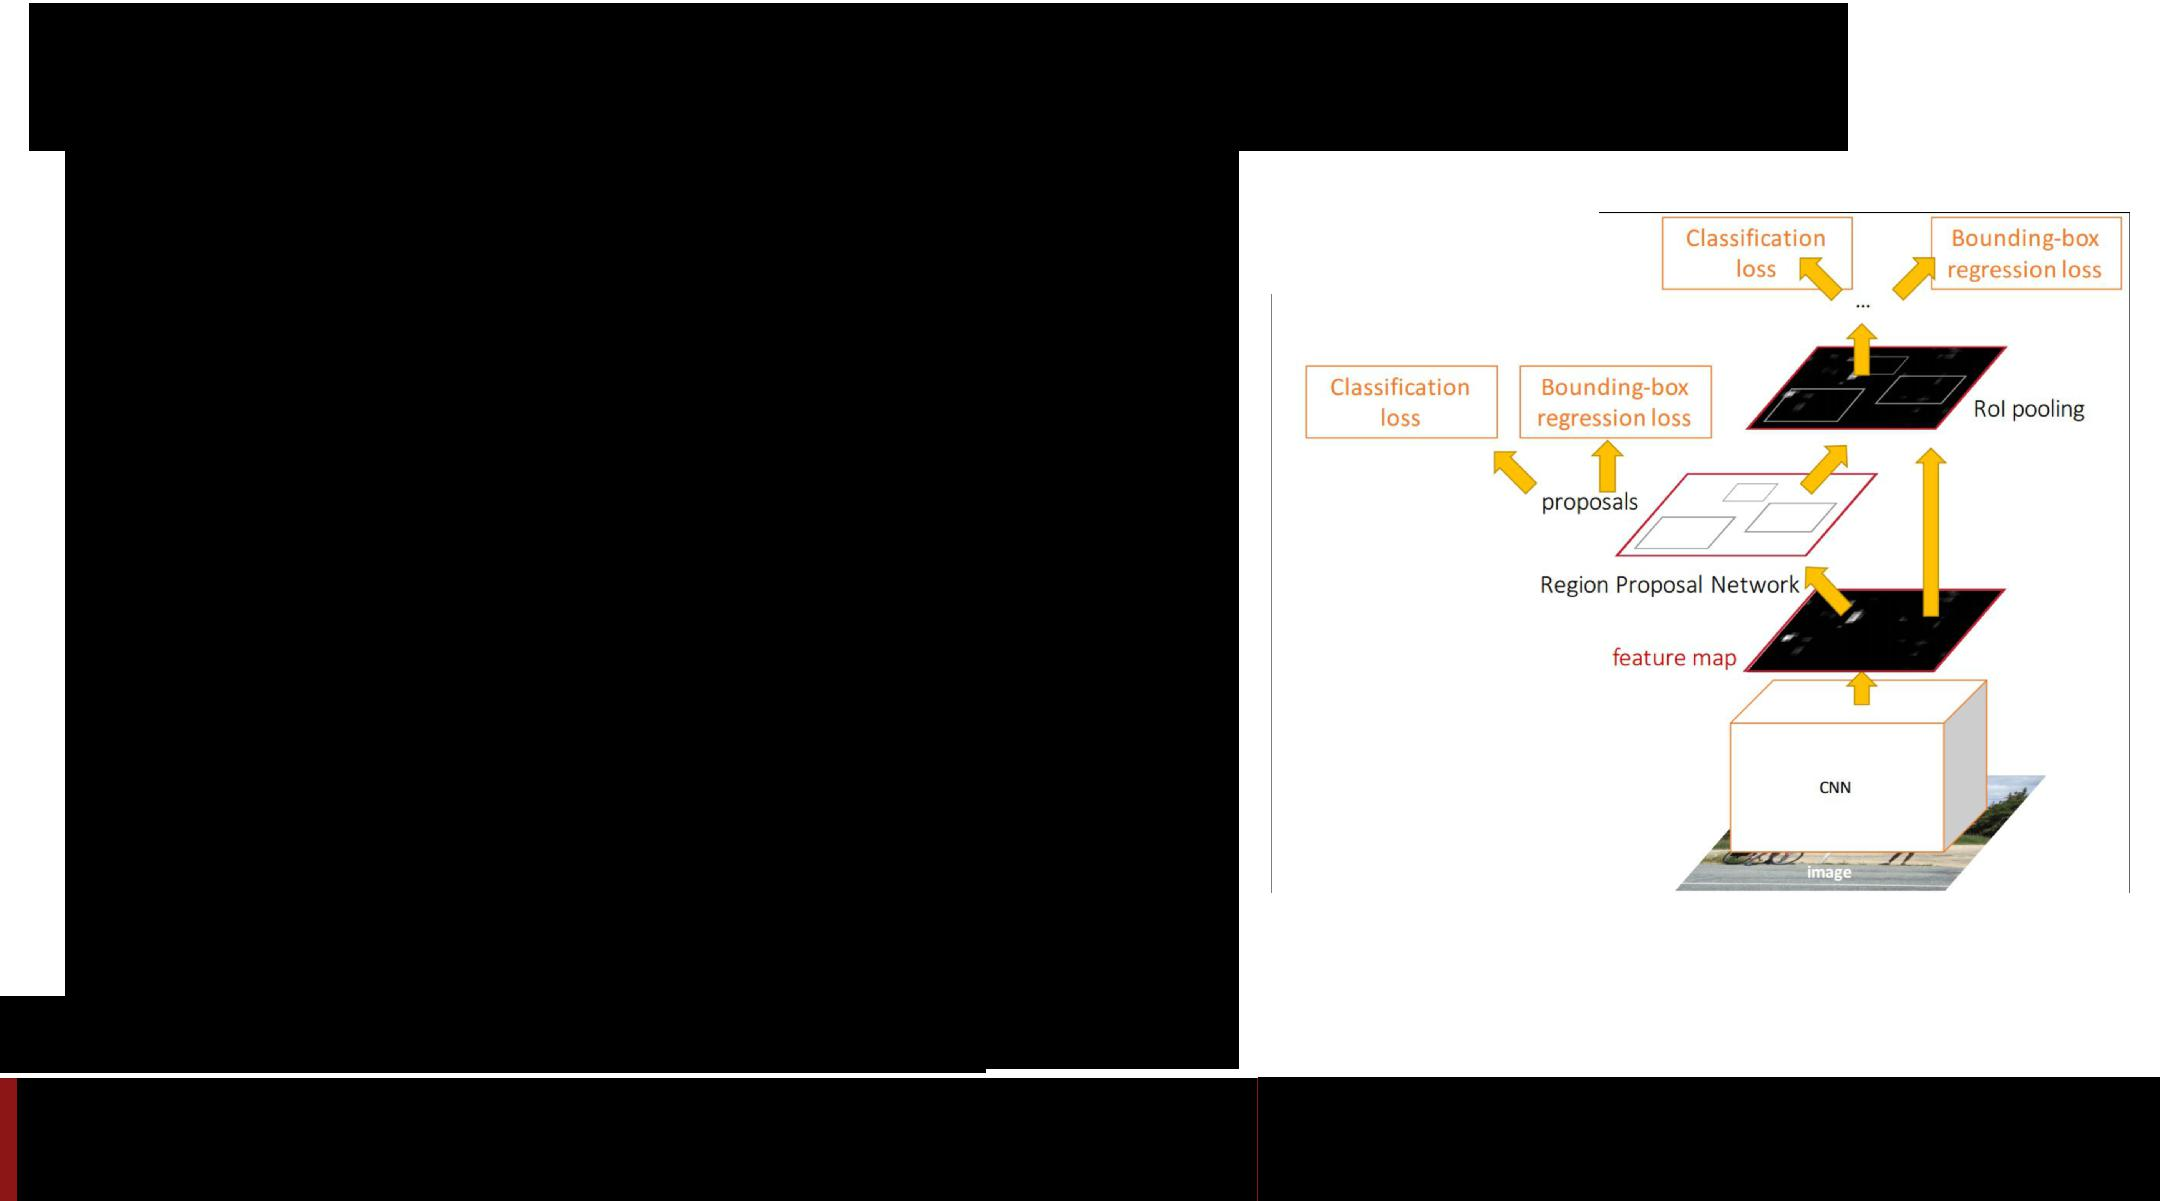 Classification
loss
Bounding-box
regression loss
...
Classification
loss
Bounding-box
regression loss
RoI pooling
proposals
Region Proposal Network
feature map
CNN
image